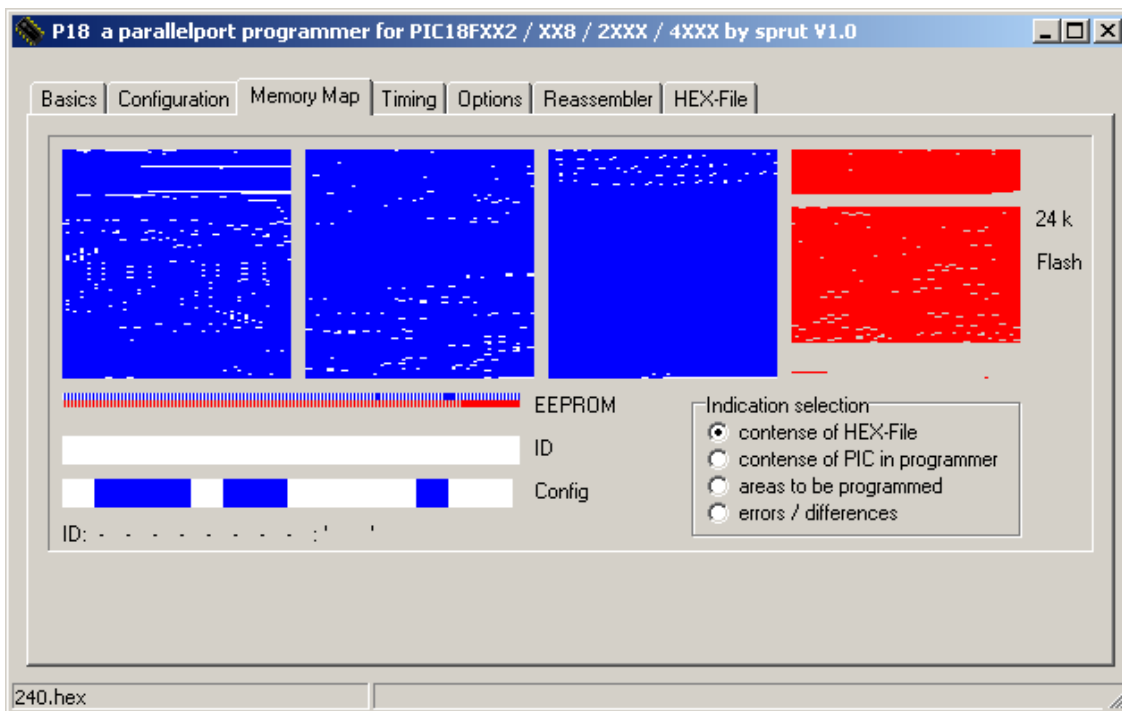 P18 a parallelport programmer for PIC18FXX2 / XX8 / 2XXX / 4XXX by sprut V1.0
Basics Configuration Memory Map Timing Options Reassembler HEX-File
24 k
Flash
EEPROM
ID
Config
ID: - - - - - - - - : ' '
Indication selection
contense of HEX-File
contense of PIC in programmer
areas to be programmed
errors / differences
240.hex